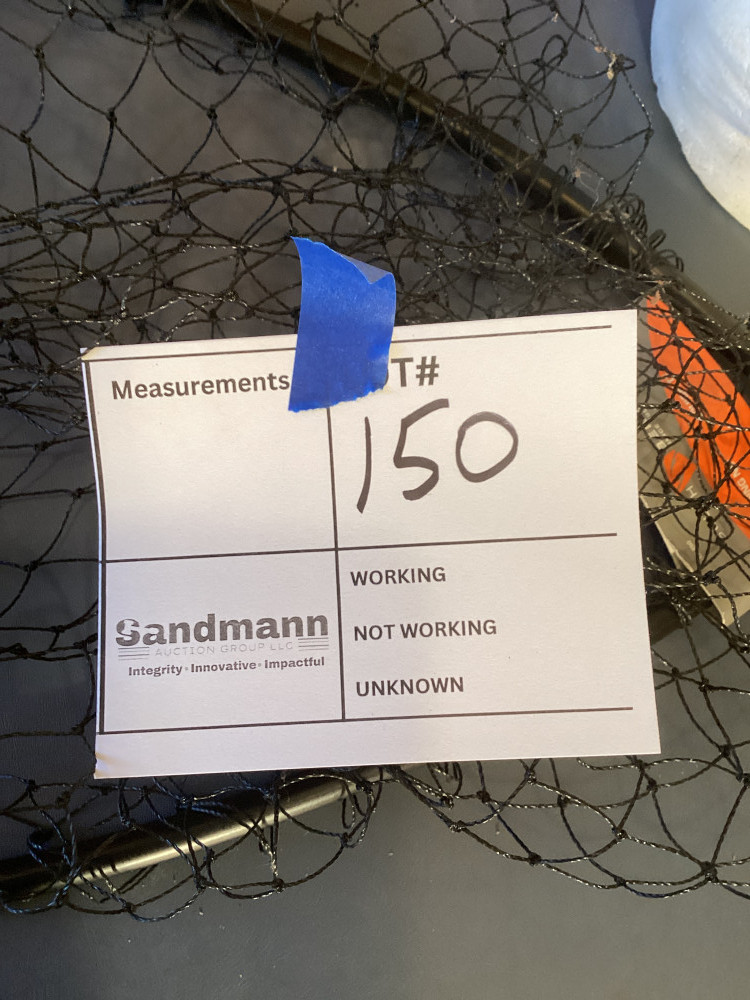 Measurements
T#
150
WORKING
NOT WORKING
UNKNOWN
Sandmann
AUCTION GROUP LLC
Integrity • Innovative • Impactful